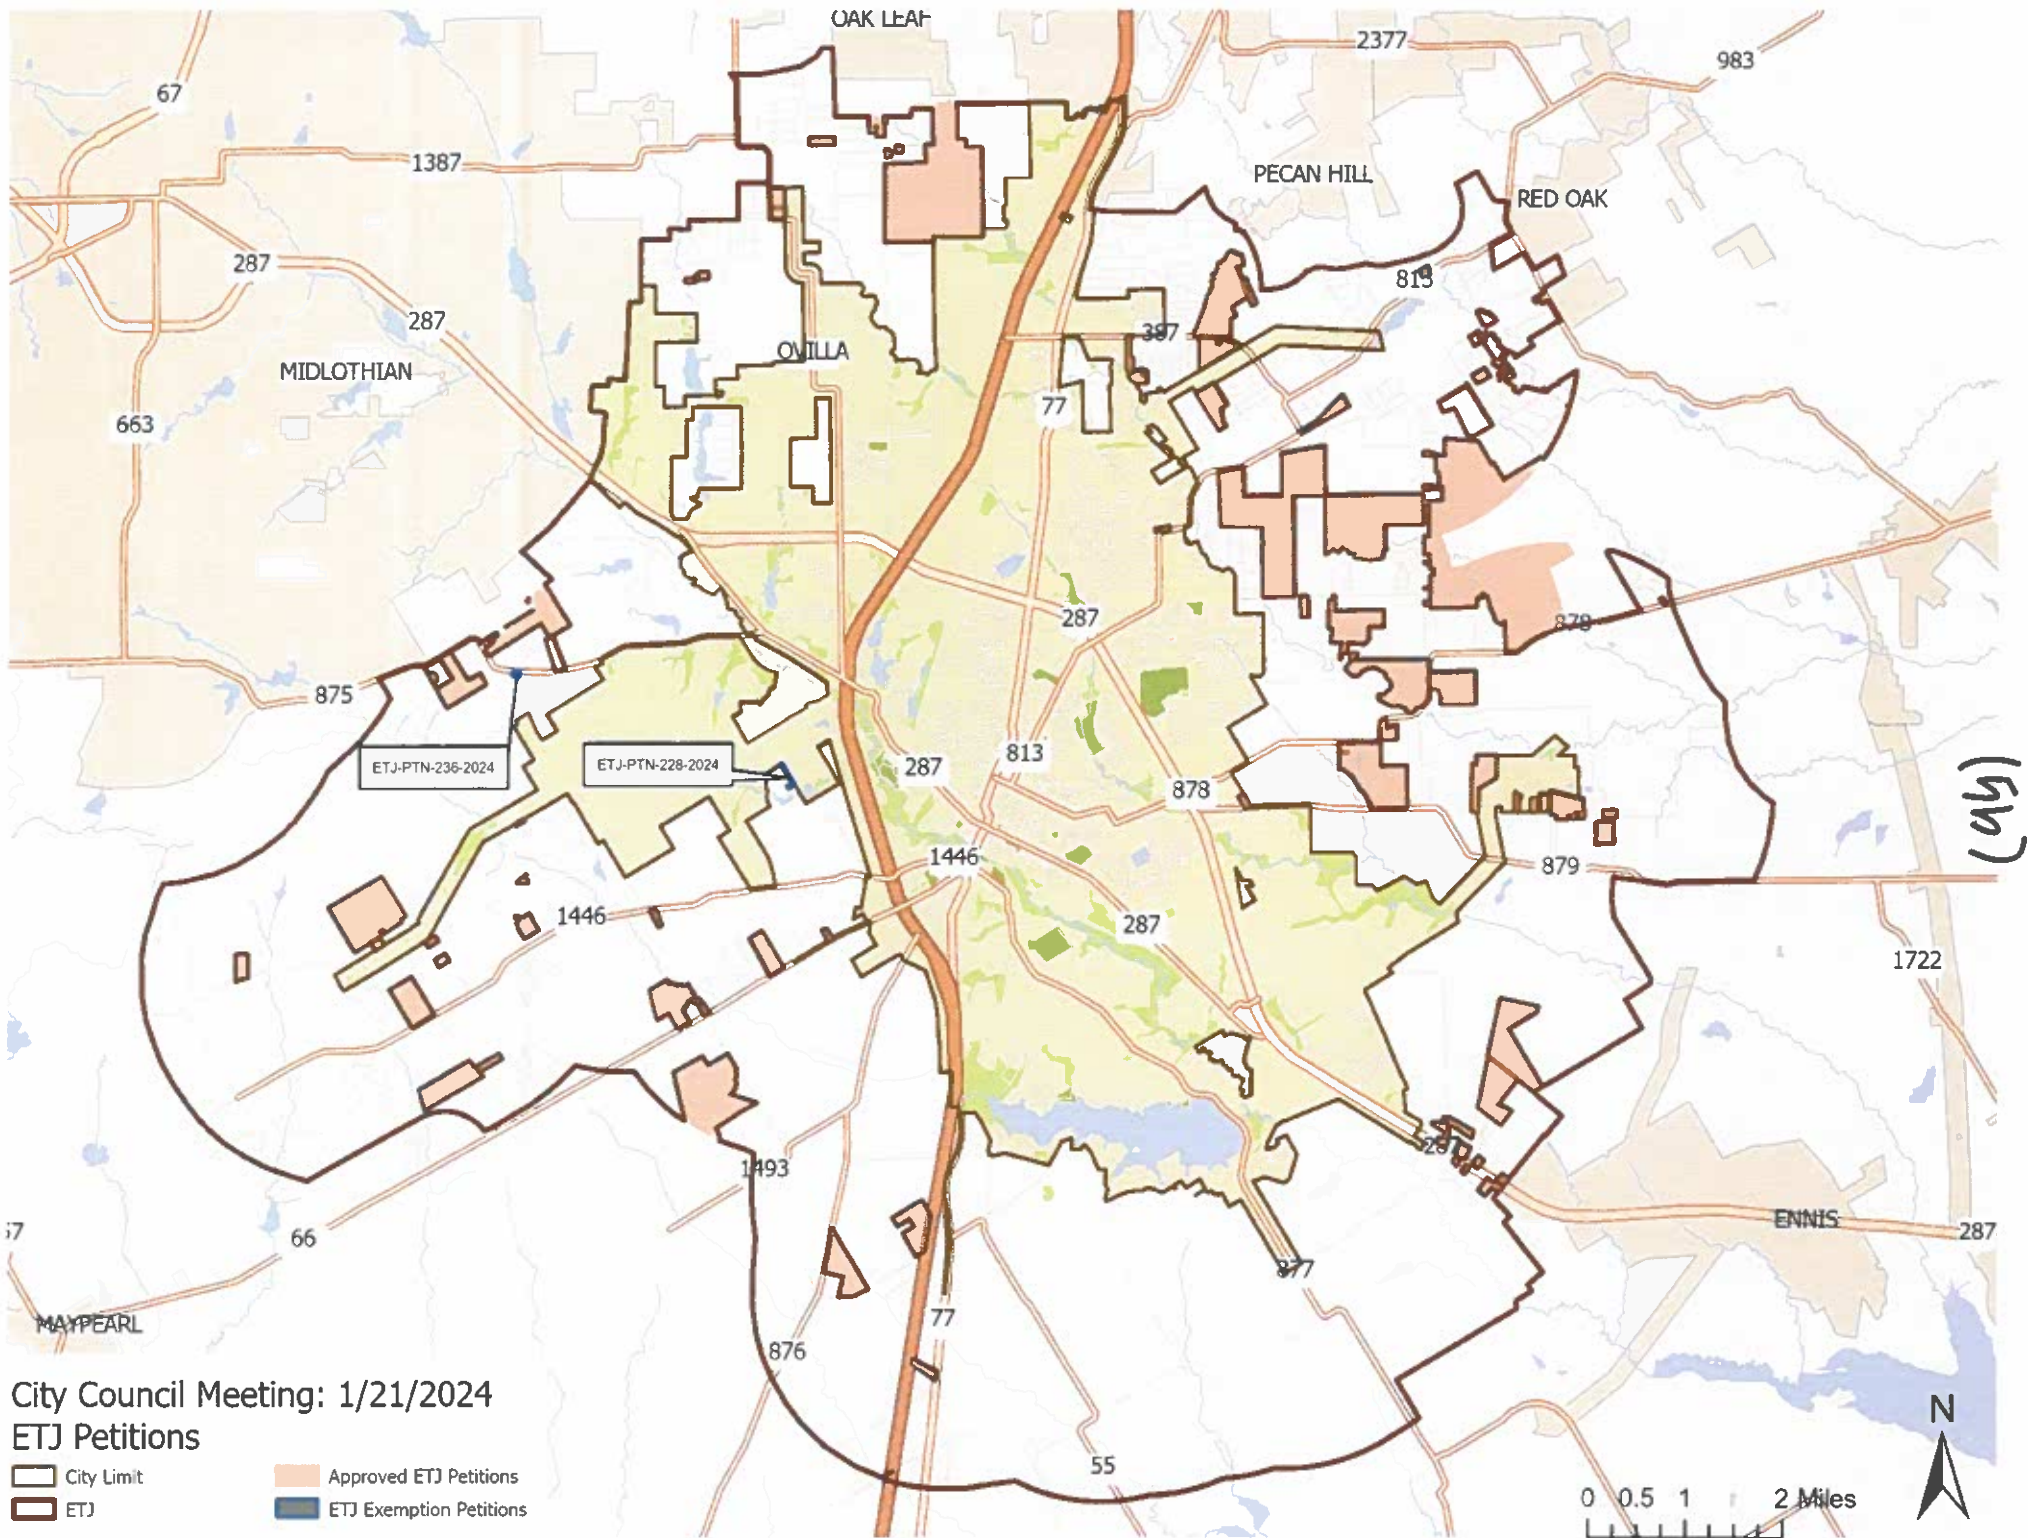 OAK LEAF
2377
983
67
1387
PECAN HILL
RED OAK
287
813
287
387
OVILLA
MIDLOTHIAN
77
663
287
878
875
ETJ-PTN-236-2024
ETJ-PTN-228-2024
287
813
878
1446
879
1446
287
1722
287
1493
66
ENNIS
287
877
77
MAYPEARL
876
55
City Council Meeting: 1/21/2024
ETJ Petitions
City Limit
Approved ETJ Petitions
ETJ
ETJ Exemption Petitions
N
0 0.5 1 2 Miles